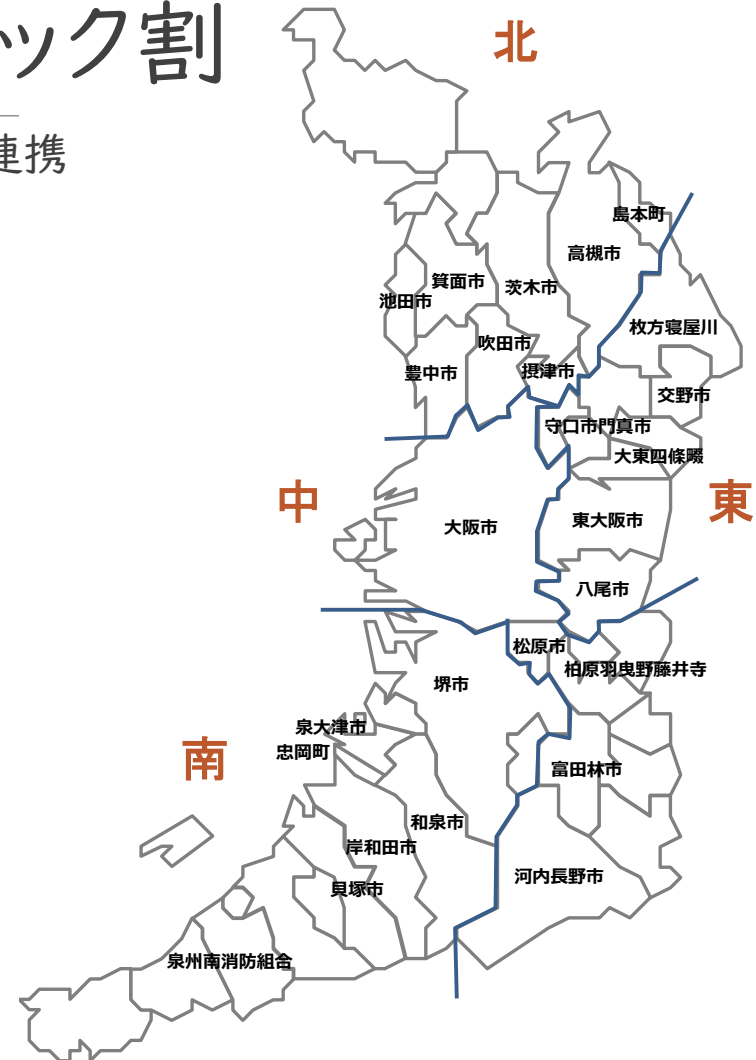 ック割
連携
北
島本町
高槻市
箕面市
茨木市
池田市
枚方寝屋川
吹田市
豊中市
摂津市
交野市
守口市門真市
大東四條畷
中
東
大阪市
東大阪市
八尾市
松原市
柏原羽曳野藤井寺
堺市
泉大津市
南
忠岡町
富田林市
和泉市
岸和田市
河内長野市
貝塚市
泉州南消防組合